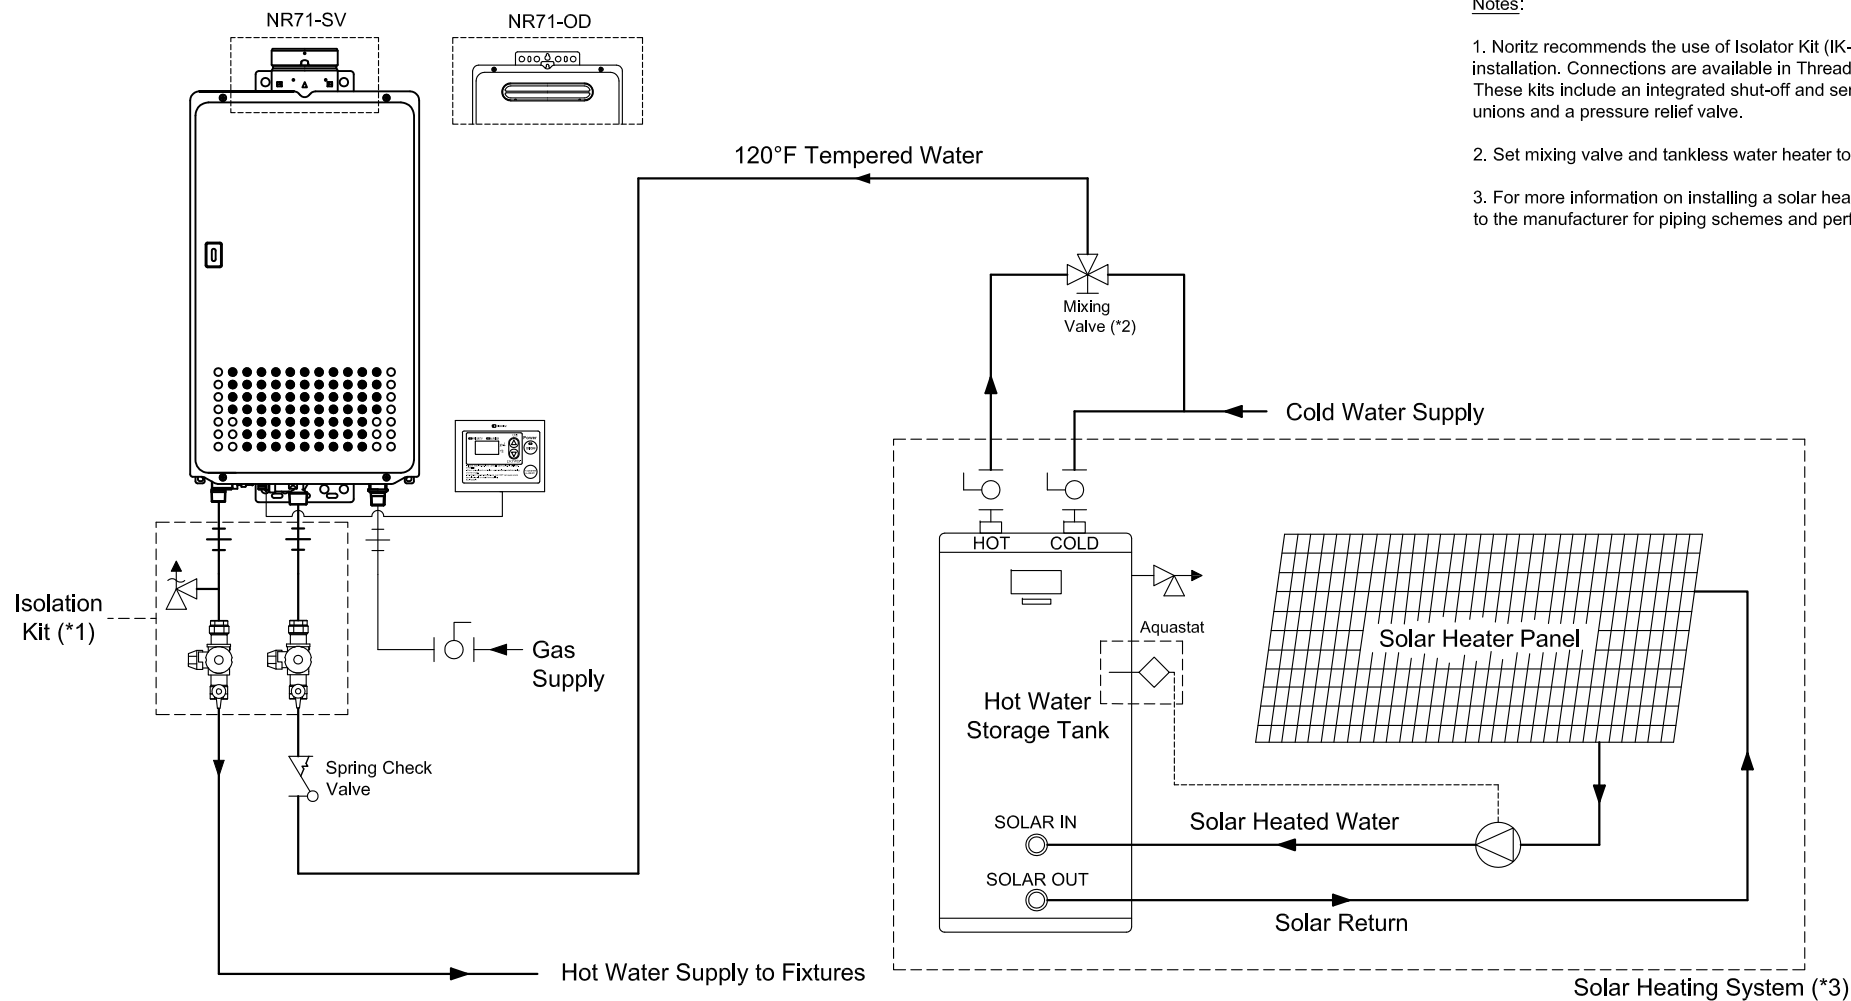 NR71-SV
NR71-OD
Notes:
1. Noritz recommends the use of Isolator Kit (IK-
installation. Connections are available in Thread
These kits include an integrated shut-off and ser
unions and a pressure relief valve.
2. Set mixing valve and tankless water heater to
3. For more information on installing a solar hea
to the manufacturer for piping schemes and perf
120°F Tempered Water
Mixing
Valve (*2)
Cold Water Supply
Power
HOT
COLD
Isolation
Kit (*1)
Gas
Supply
Aquastat
Solar Heater Panel
Hot Water
Storage Tank
Spring Check
Valve
SOLAR IN
Solar Heated Water
SOLAR OUT
Solar Return
Hot Water Supply to Fixtures
Solar Heating System (*3)